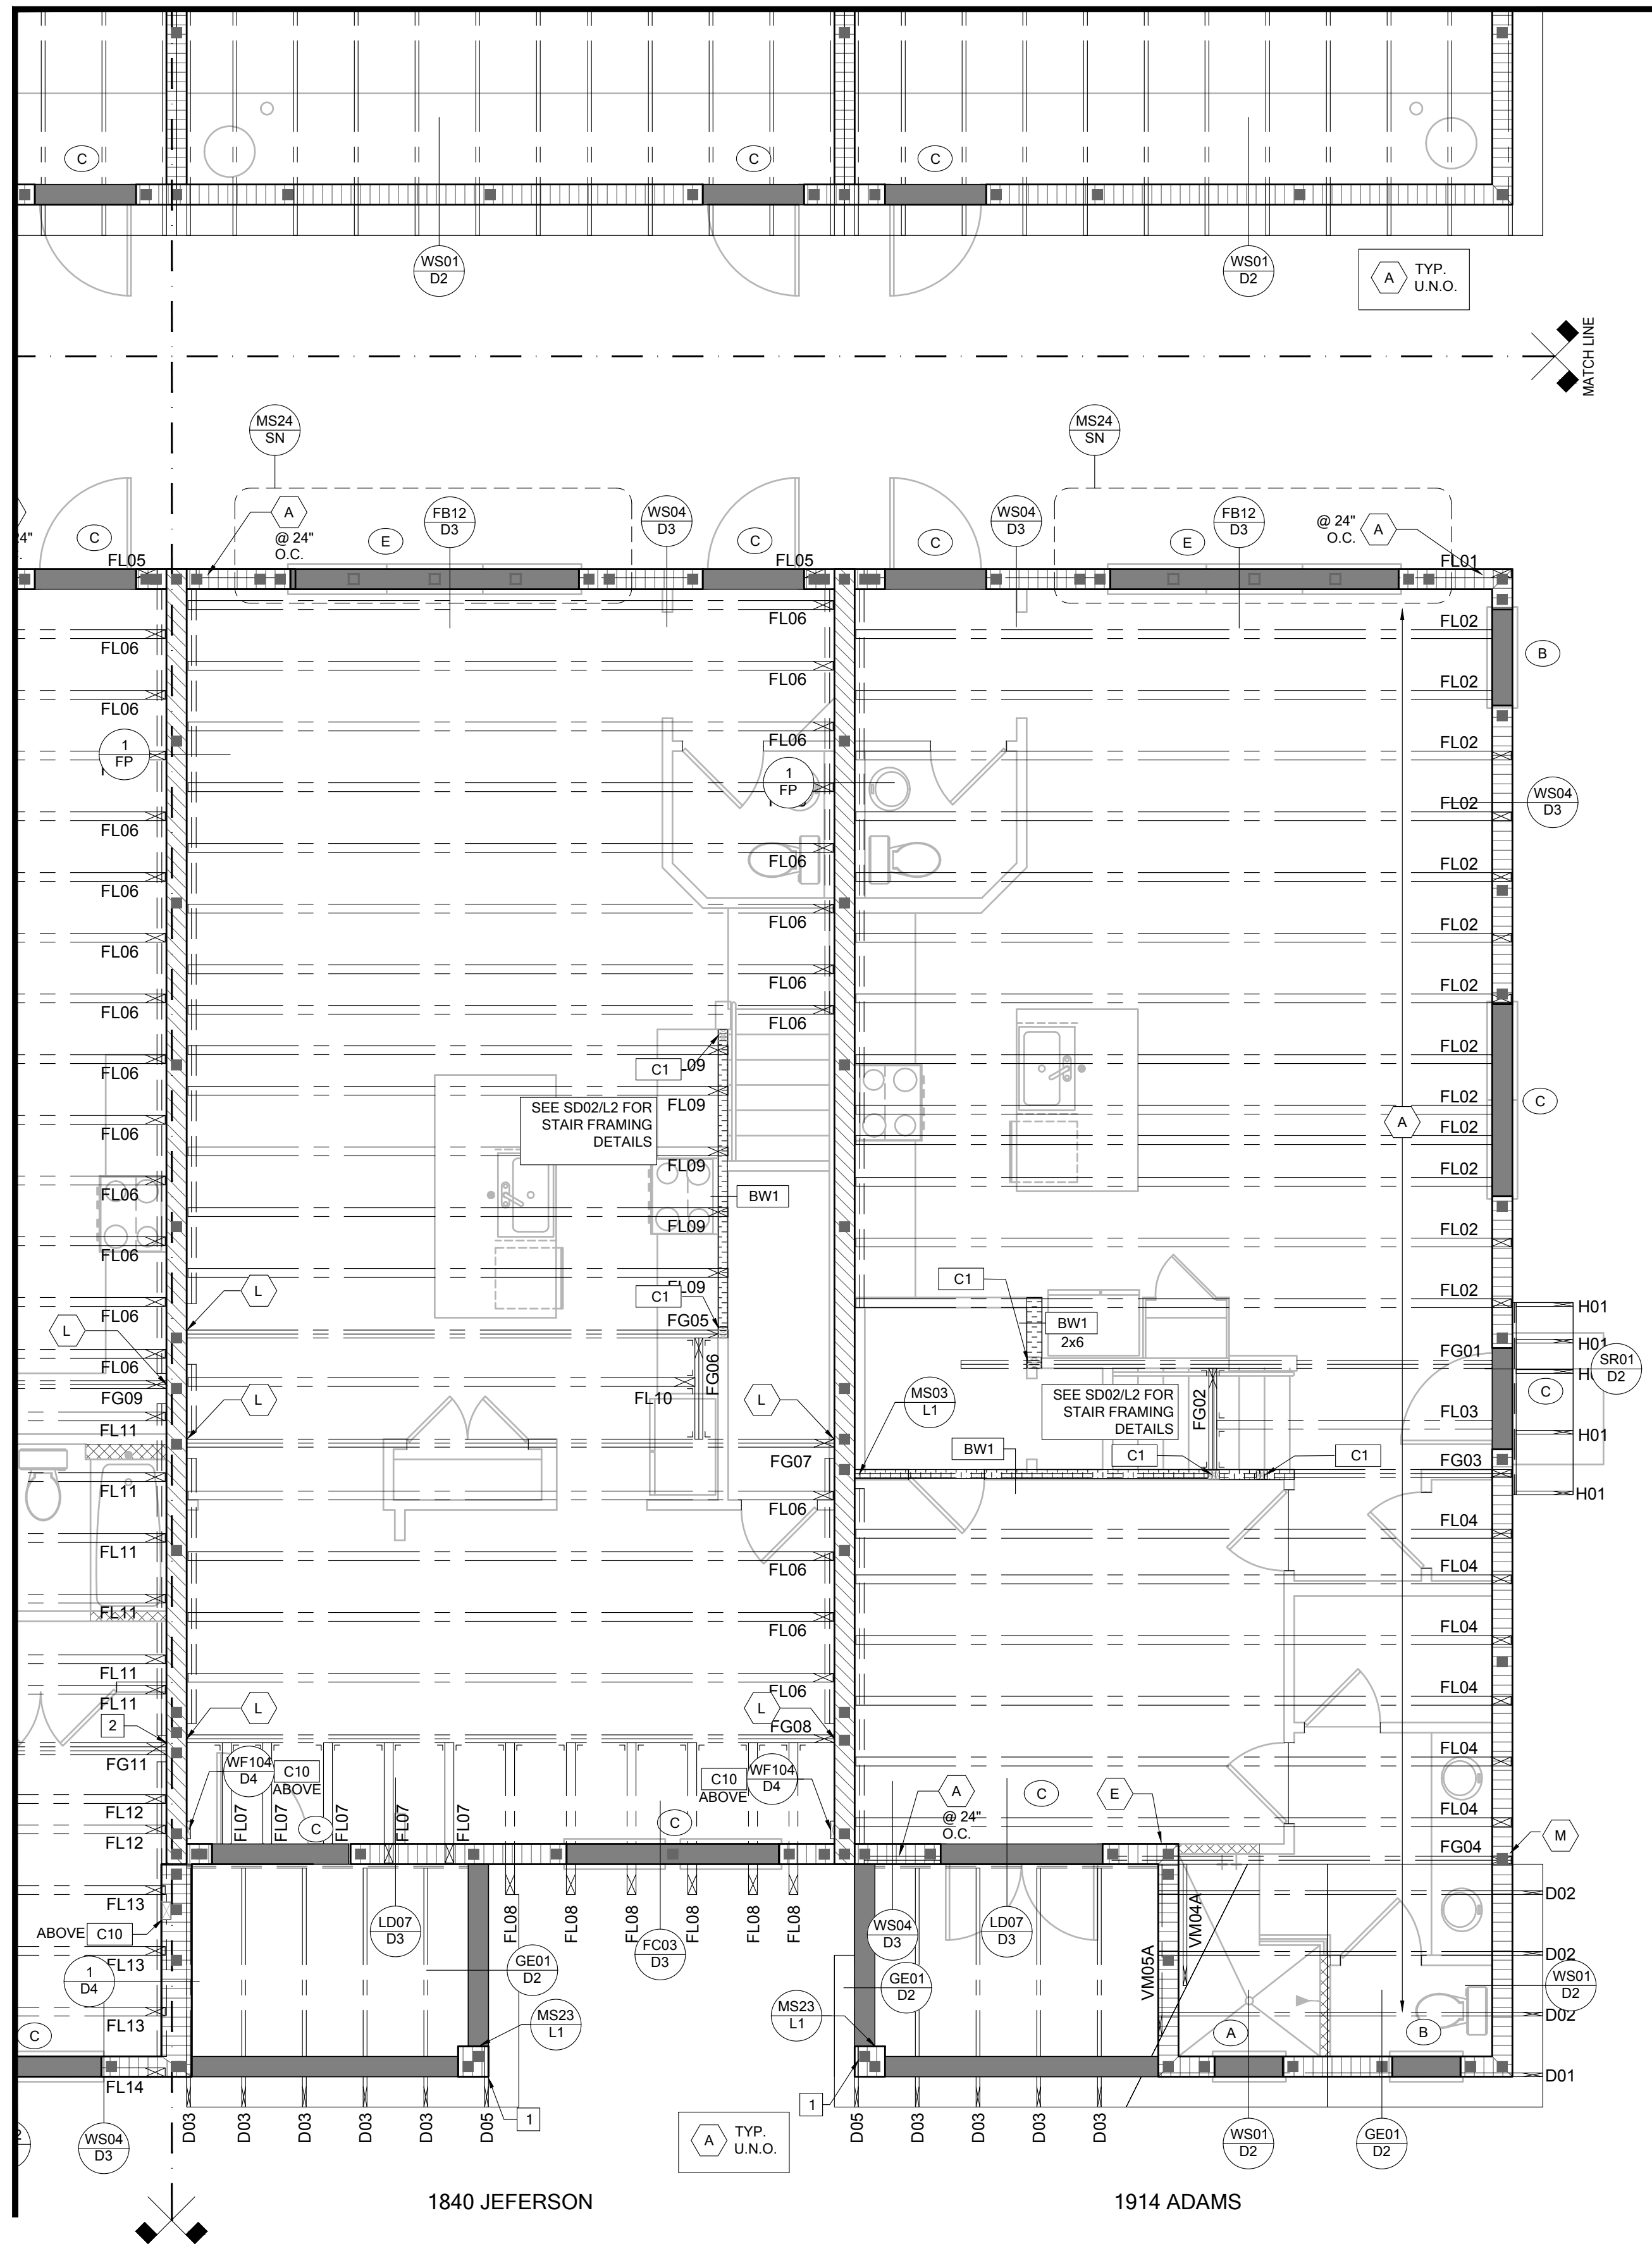 C
C
C
WS01
D2
WS01
D2
A
TYP.
U.N.O.
MATCH LINE
MS24
SN
MS24
SN
A
@ 24"
O.C.
FB12
D3
WS04
D3
WS04
D3
FB12
D3
@ 24"
O.C.
A
24"
C
E
C
C
E
FL05
FL05
FL01
FL06
FL02
B
FL06
FL06
FL02
FL06
1
FP
FL06
1
FP
FL02
FL06
FL02
WS04
D3
FL06
FL06
FL02
FL06
FL06
FL02
FL06
FL06
FL02
FL06
FL06
C1
FL02
FL09
SEE SD02/L2 FOR
STAIR FRAMING
DETAILS
FL02
C
FL06
A
FL02
FL09
FL02
FL06
BW1
FL09
FL02
FL06
L
C1
FL09
C1
FL02
H01
FL06
FG05
BW1
2x6
L
H01
FL06
FG06
FG01
SR01
D2
FG09
L
FL10
L
MS03
L1
SEE SD02/L2 FOR
STAIR FRAMING
DETAILS
FG02
C
FL11
FL03
H01
BW1
C1
C1
FG07
FG03
FL11
H01
FL06
FL04
FL11
FL06
FL04
FL11
FL06
FL04
FL11
FL06
FL04
FL11
L
L
2
FG08
FL04
FG11
WF104
D4
C10
ABOVE
C10
ABOVE
WF104
D4
A
@ 24"
O.C.
C
E
FL12
FL07
FL07
FL07
FL07
FL07
C
C
FL04
FL12
FG04
M
FL13
D02
ABOVE
C10
FL08
FL08
FL08
FL08
FL08
FL08
LD07
D3
FC03
D3
WS04
D3
LD07
D3
VM05A
VM04A
D02
FL13
1
D4
GE01
D2
GE01
D2
WS01
D2
FL13
MS23
L1
MS23
L1
D02
C
A
B
FL14
D01
D03
D03
D03
D03
D03
D05
1
1
D05
D03
D03
D03
D03
WS04
D3
A
TYP.
U.N.O.
WS01
D2
GE01
D2
1840 JEFERSON
1914 ADAMS